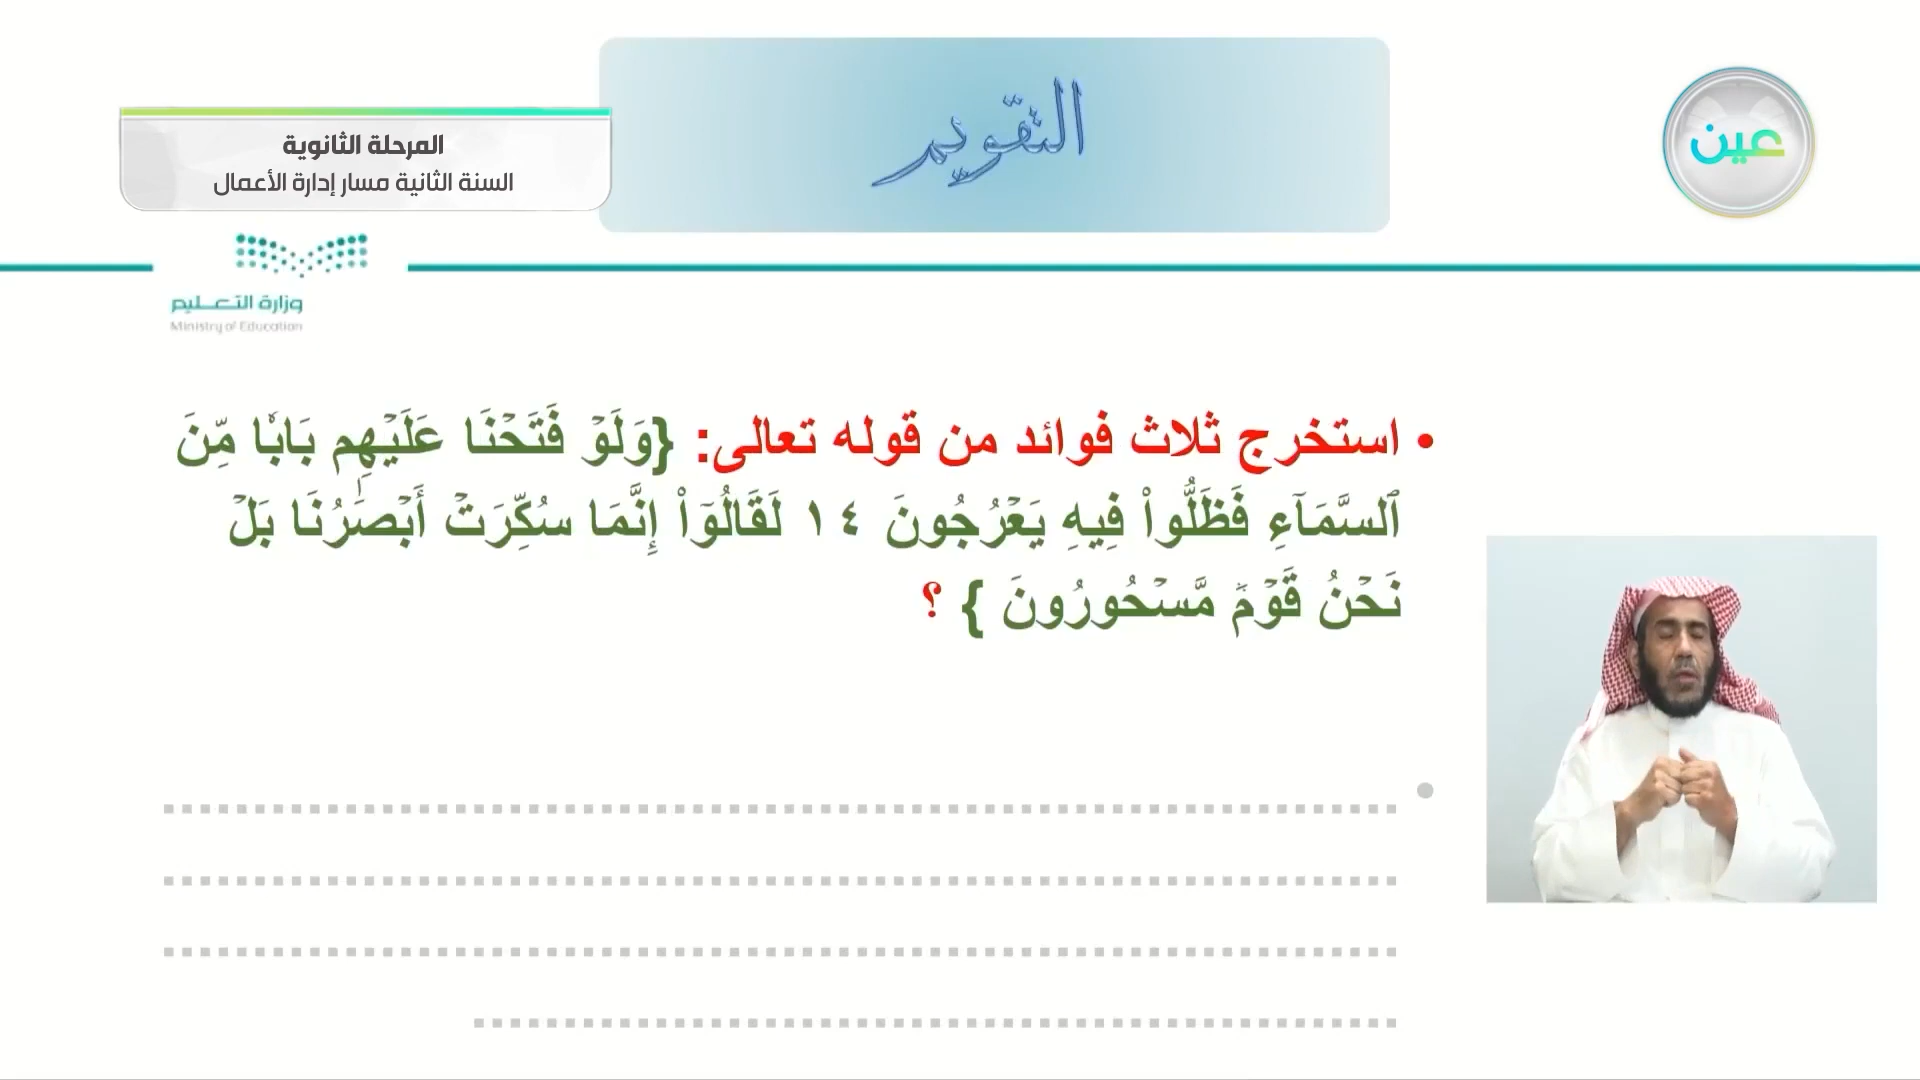 التقويم
عين
المرحلة الثانوية
السنة الثانية مسار إدارة الأعمال
وزارة التعليم
Ministry of Education
• استخرج ثلاث فوائد من قوله تعالى: {وَلَوۡ فَتَحۡنَا عَلَيۡهِم بَابٗا مِّنَ
ٱلسَّمَآءِ فَظَلُّواْ فِيهِ يَعۡرُجُونَ ١٤ لَقَالُوٓاْ إِنَّمَا سُكِّرَتۡ أَبۡصَٰرُنَا بَلۡ
نَحۡنُ قَوۡمٞ مَّسۡحُورُونَ } ؟